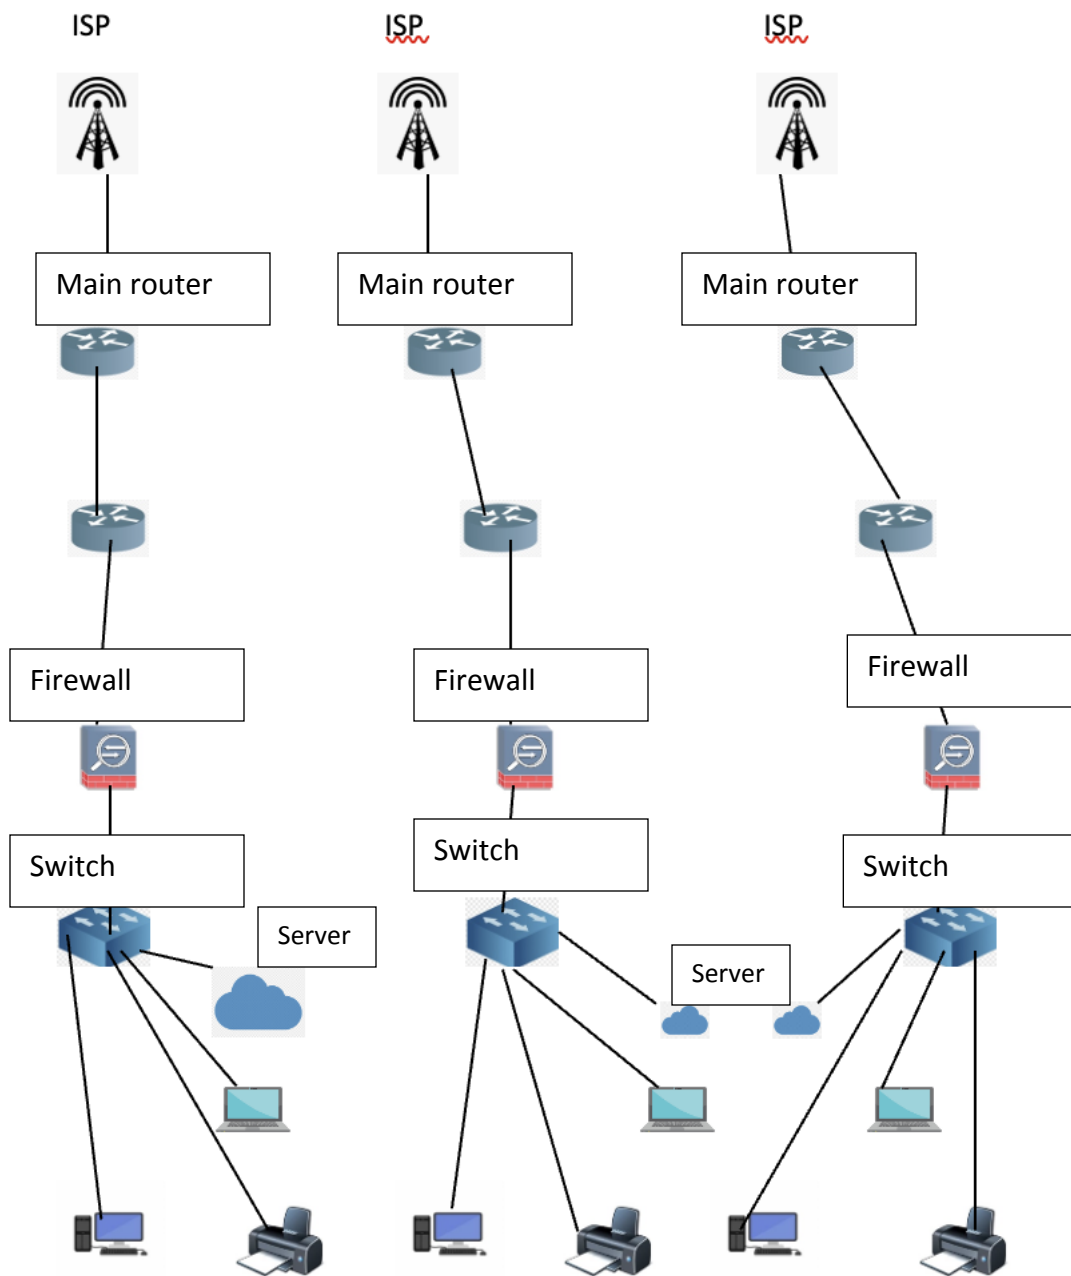 ISP
ISP
ISP
Main router
Main router
Main router
Firewall
Firewall
Firewall
Switch
Switch
Switch
Server
Server